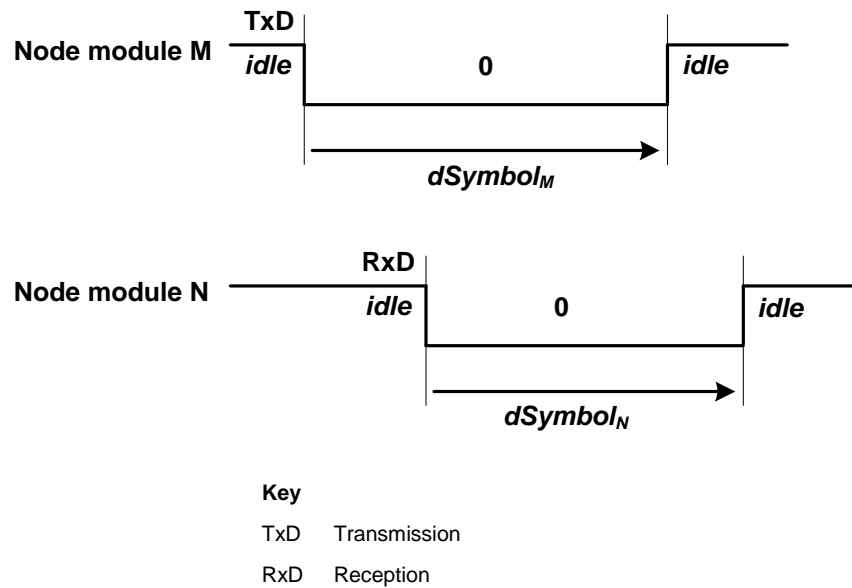 TxD
Node module M
idle 0 idle
dSymbolM
RxD
Node module N
idle 0 idle
dSymbolN
Key
TxD Transmission
RxD Reception